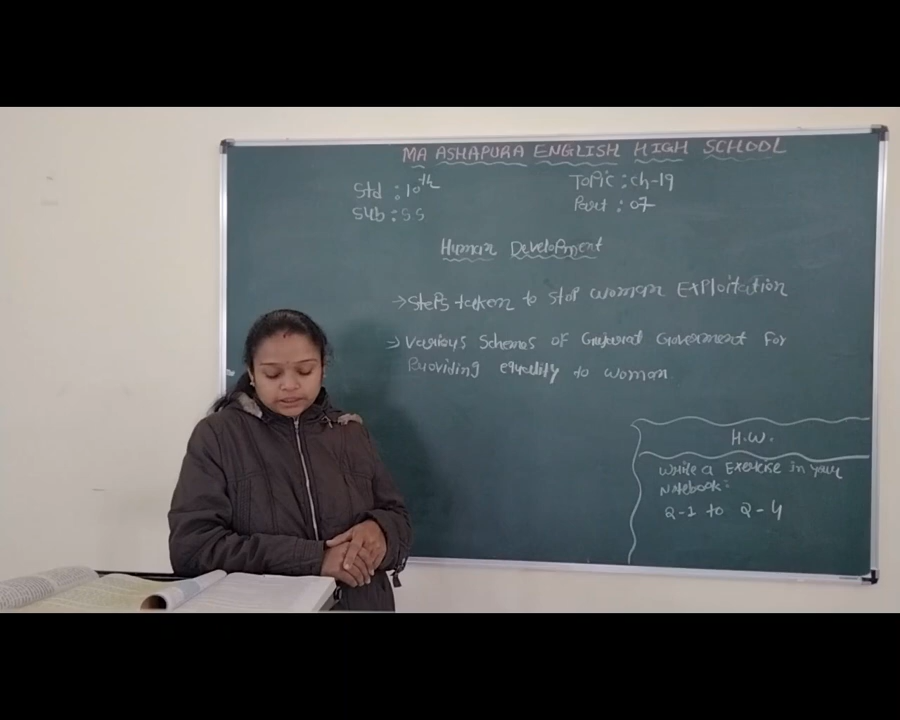 MA ASHAPURA ENGLISH HIGH SCHOOL
Std : 10th
Topic : ch-19
Sub : SS
Part : 07
Human Development
→ Steps taken to stop woman Exploitation
→ Various Schemes of Gujarat Goverment For
Providing equality to woman
H.W.
Write a Exercise in your
Notebook:
Q-1 to Q-4